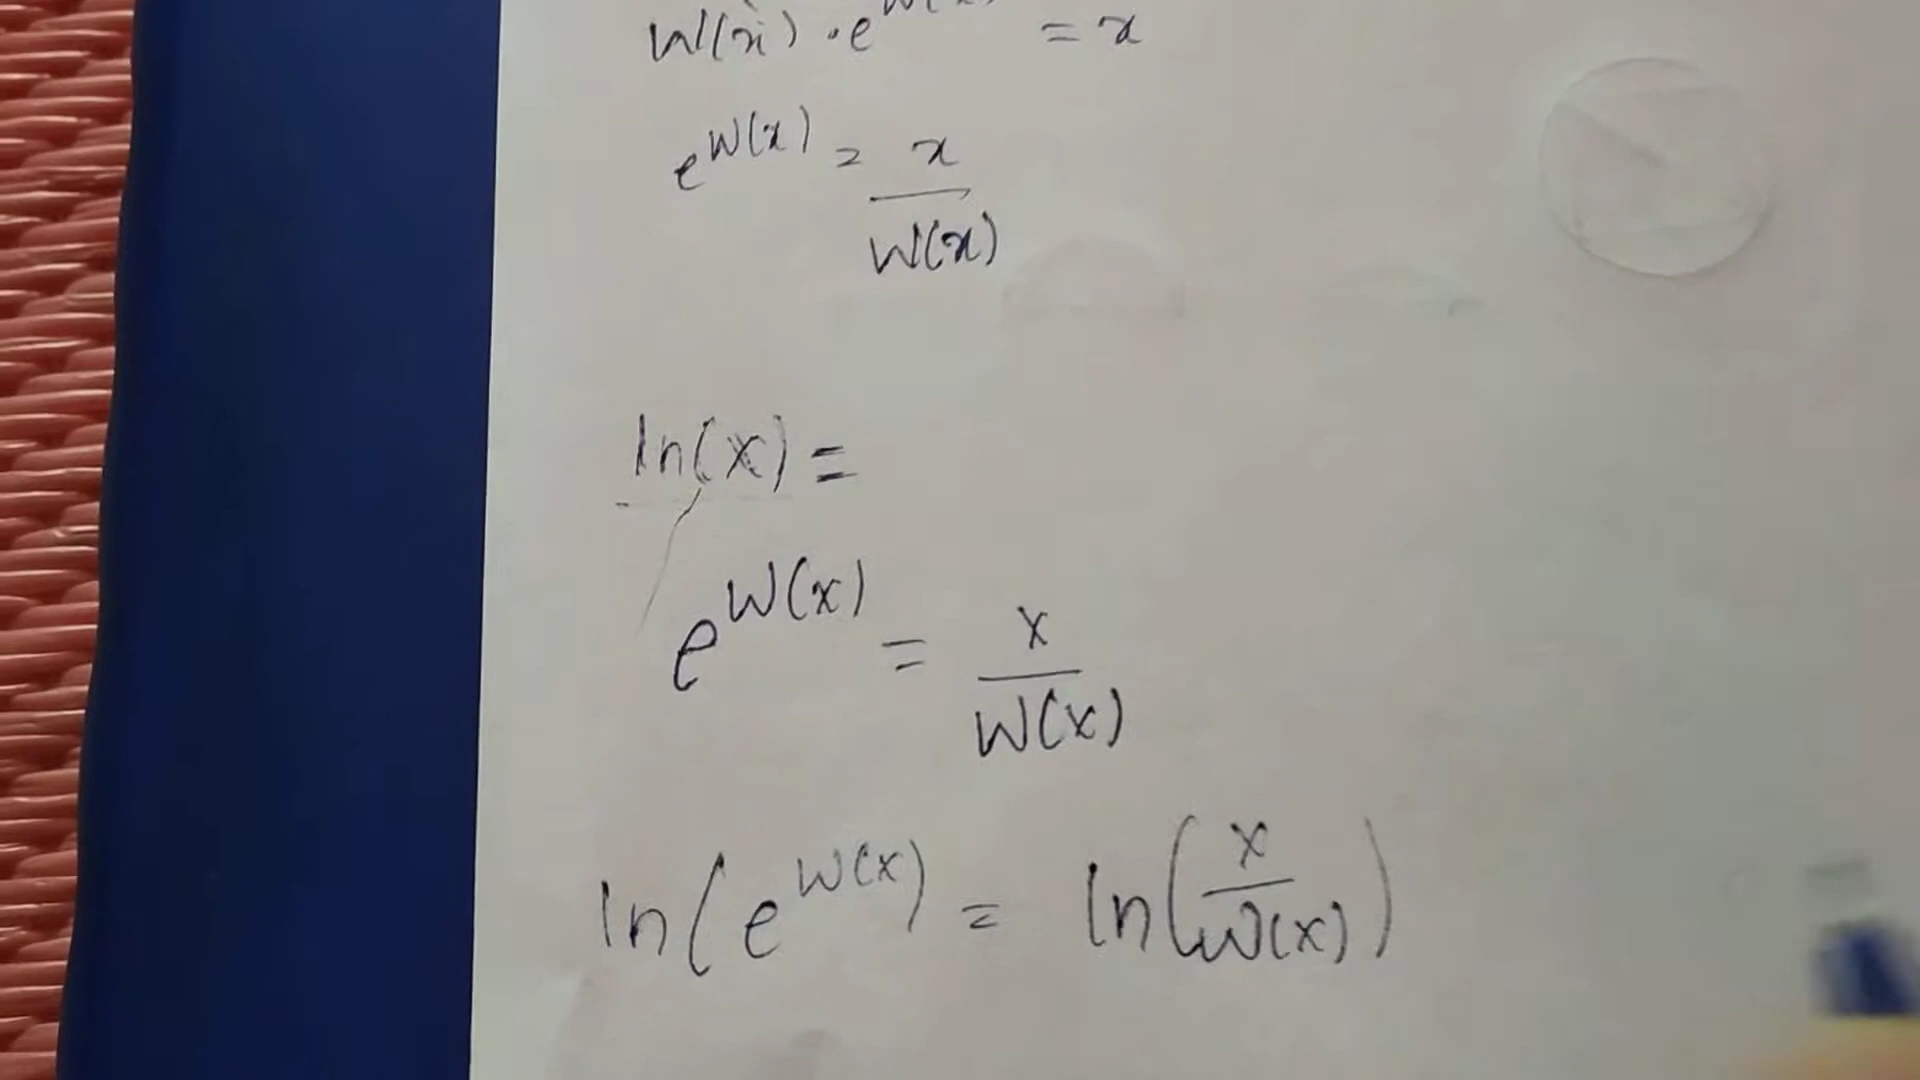 W(x) · e^W(x) = x
e^W(x) = x / W(x)
ln(x) =
e^W(x) = x / W(x)
ln(e^W(x)) = ln(x / W(x))